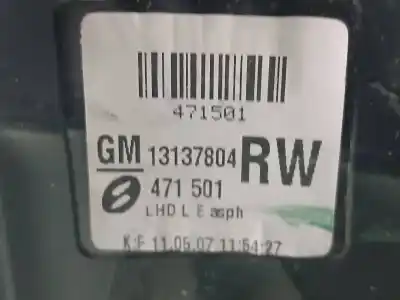 471501
GM 13137804 RW
471 501
LHD L E asph
K:F 11.05.07 11:54:27